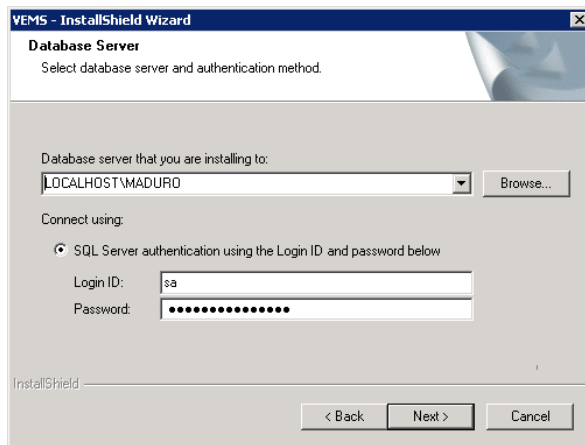 VEMS - InstallShield Wizard
Database Server
Select database server and authentication method.
Database server that you are installing to:
LOCALHOST\MADURO
Browse...
Connect using:
SQL Server authentication using the Login ID and password below
Login ID:
sa
Password:
●●●●●●●●●●●●●●●
InstallShield
< Back
Next >
Cancel